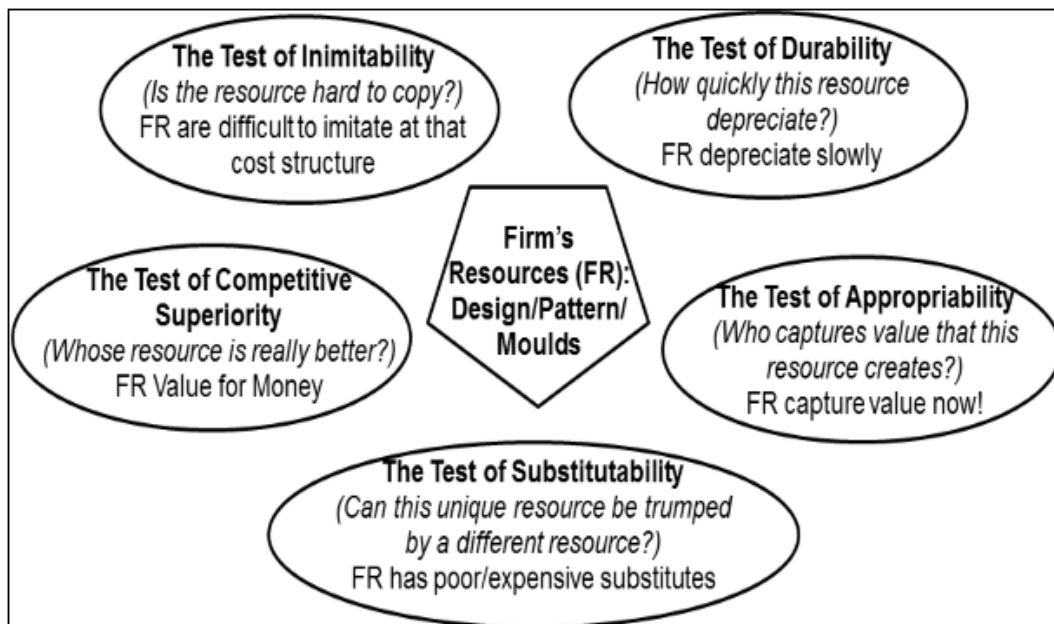 The Test of Inimitability
(Is the resource hard to copy?)
FR are difficult to imitate at that
cost structure
The Test of Durability
(How quickly this resource
depreciate?)
FR depreciate slowly
Firm's
Resources (FR):
Design/Pattern/
Moulds
The Test of Competitive
Superiority
(Whose resource is really better?)
FR Value for Money
The Test of Appropriability
(Who captures value that this
resource creates?)
FR capture value now!
The Test of Substitutability
(Can this unique resource be trumped
by a different resource?)
FR has poor/expensive substitutes